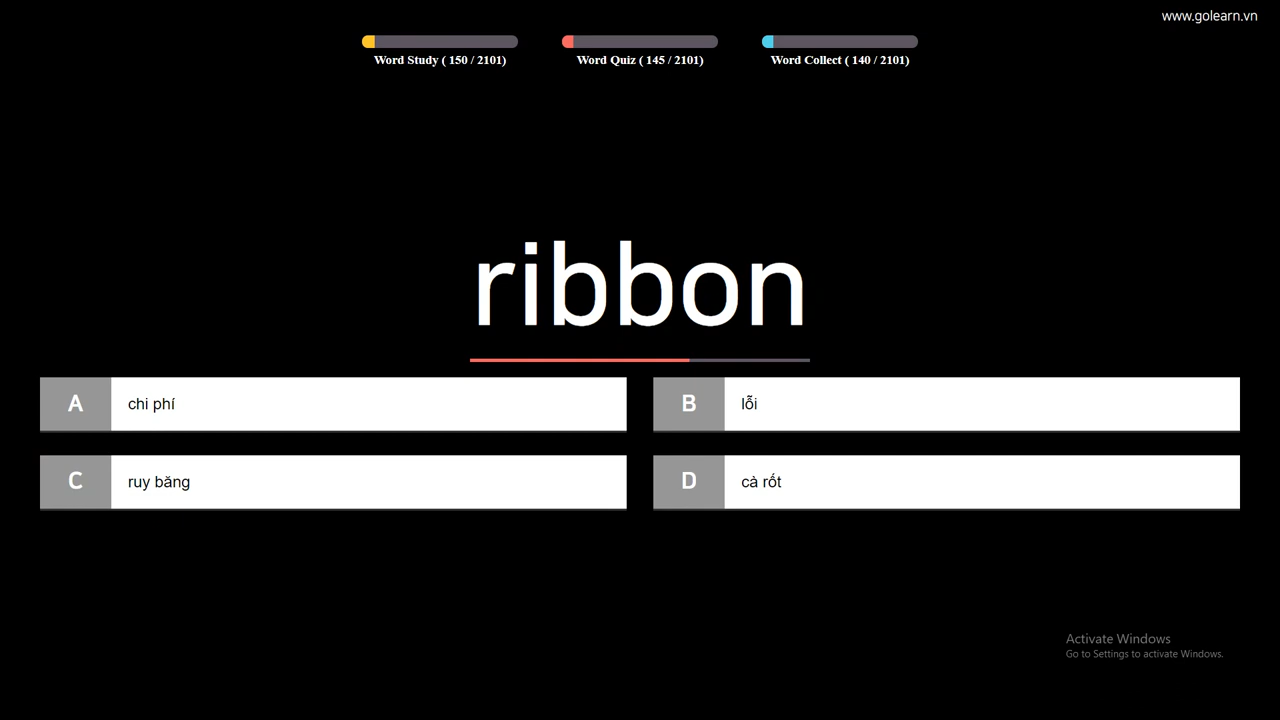 www.golearn.vn
Word Study ( 150 / 2101)
Word Quiz ( 145 / 2101)
Word Collect ( 140 / 2101)
ribbon
A chi phí
B lỗi
C ruy băng
D cà rốt
Activate Windows
Go to Settings to activate Windows.